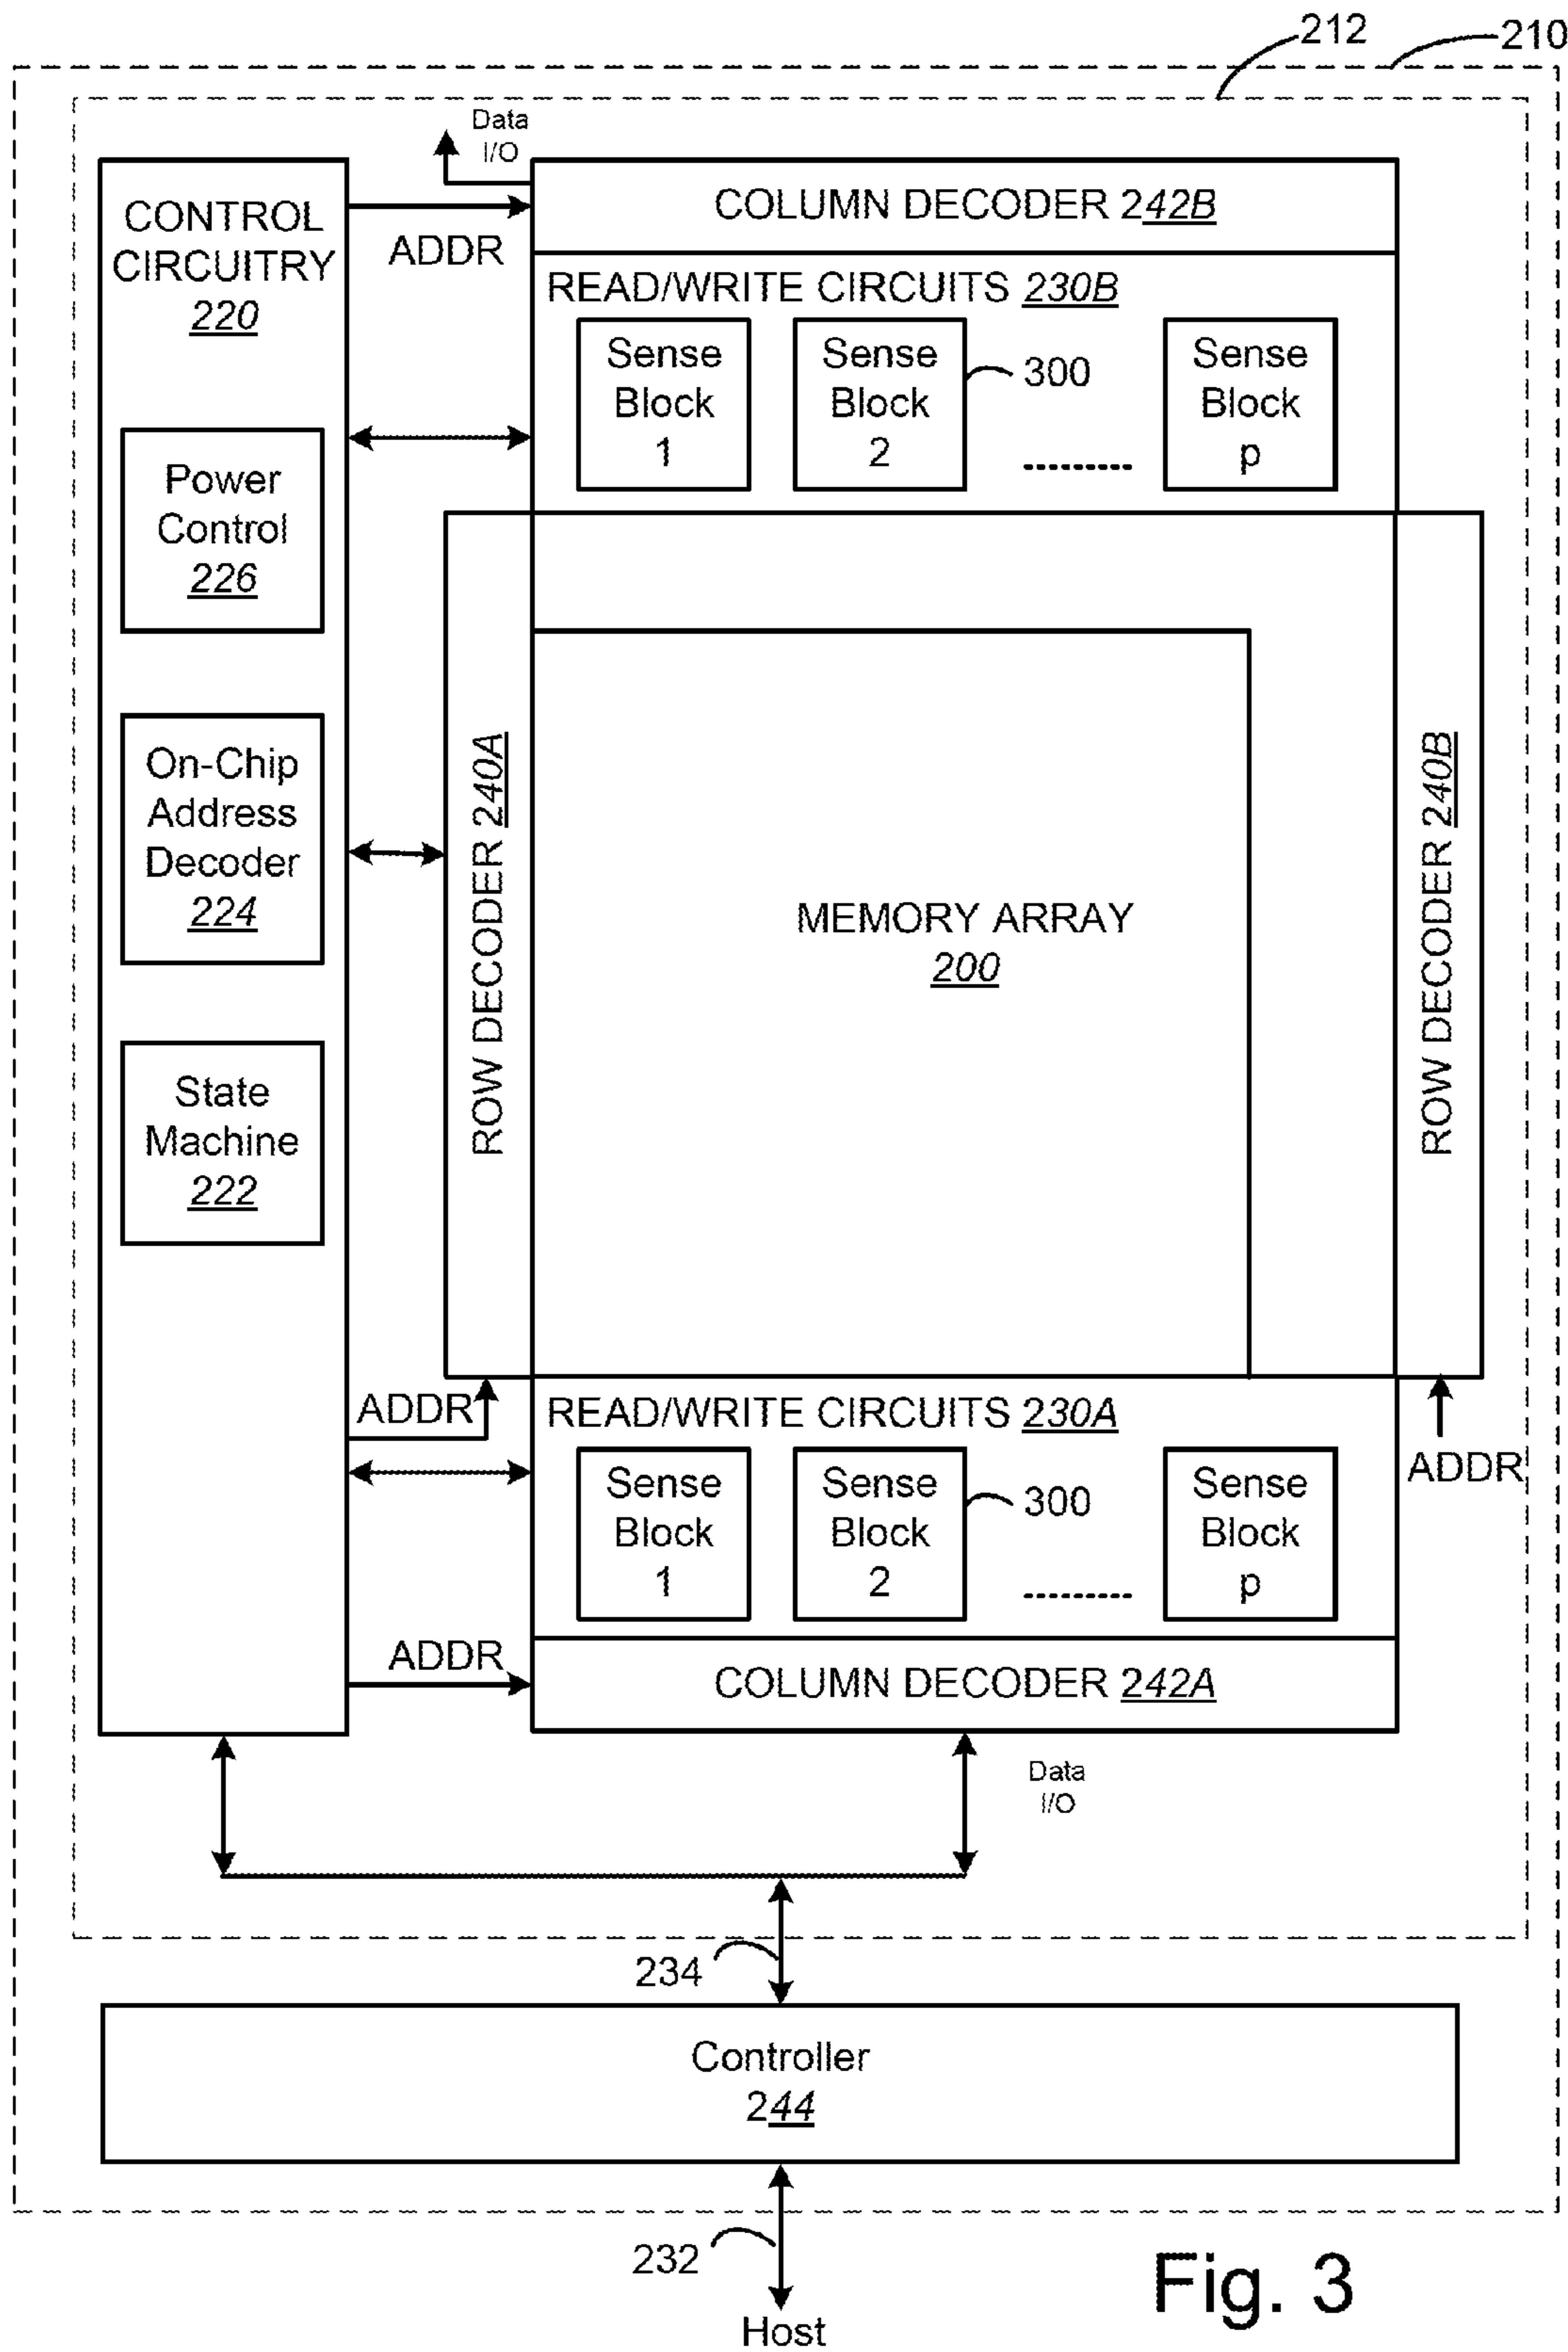 212
210
Data
I/O
CONTROL
CIRCUITRY
220
ADDR
COLUMN DECODER 242B
READ/WRITE CIRCUITS 230B
Sense
Block
1
Sense
Block
2
300
.........
Sense
Block
p
Power
Control
226
On-Chip
Address
Decoder
224
State
Machine
222
ROW DECODER 240A
MEMORY ARRAY
200
ROW DECODER 240B
ADDR
READ/WRITE CIRCUITS 230A
ADDR
Sense
Block
1
Sense
Block
2
300
.........
Sense
Block
p
ADDR
COLUMN DECODER 242A
Data
I/O
234
Controller
244
232
Host
Fig. 3